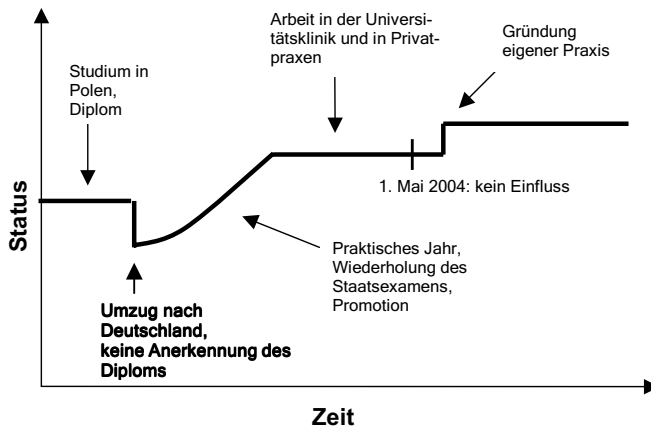 Arbeit in der Universi-
tätsklinik und in Privat-
praxen
Gründung
eigener Praxis
Studium in
Polen,
Diplom
1. Mai 2004: kein Einfluss
Status
Praktisches Jahr,
Wiederholung des
Staatsexamens,
Promotion
Umzug nach
Deutschland,
keine Anerkennung des
Diploms
Zeit